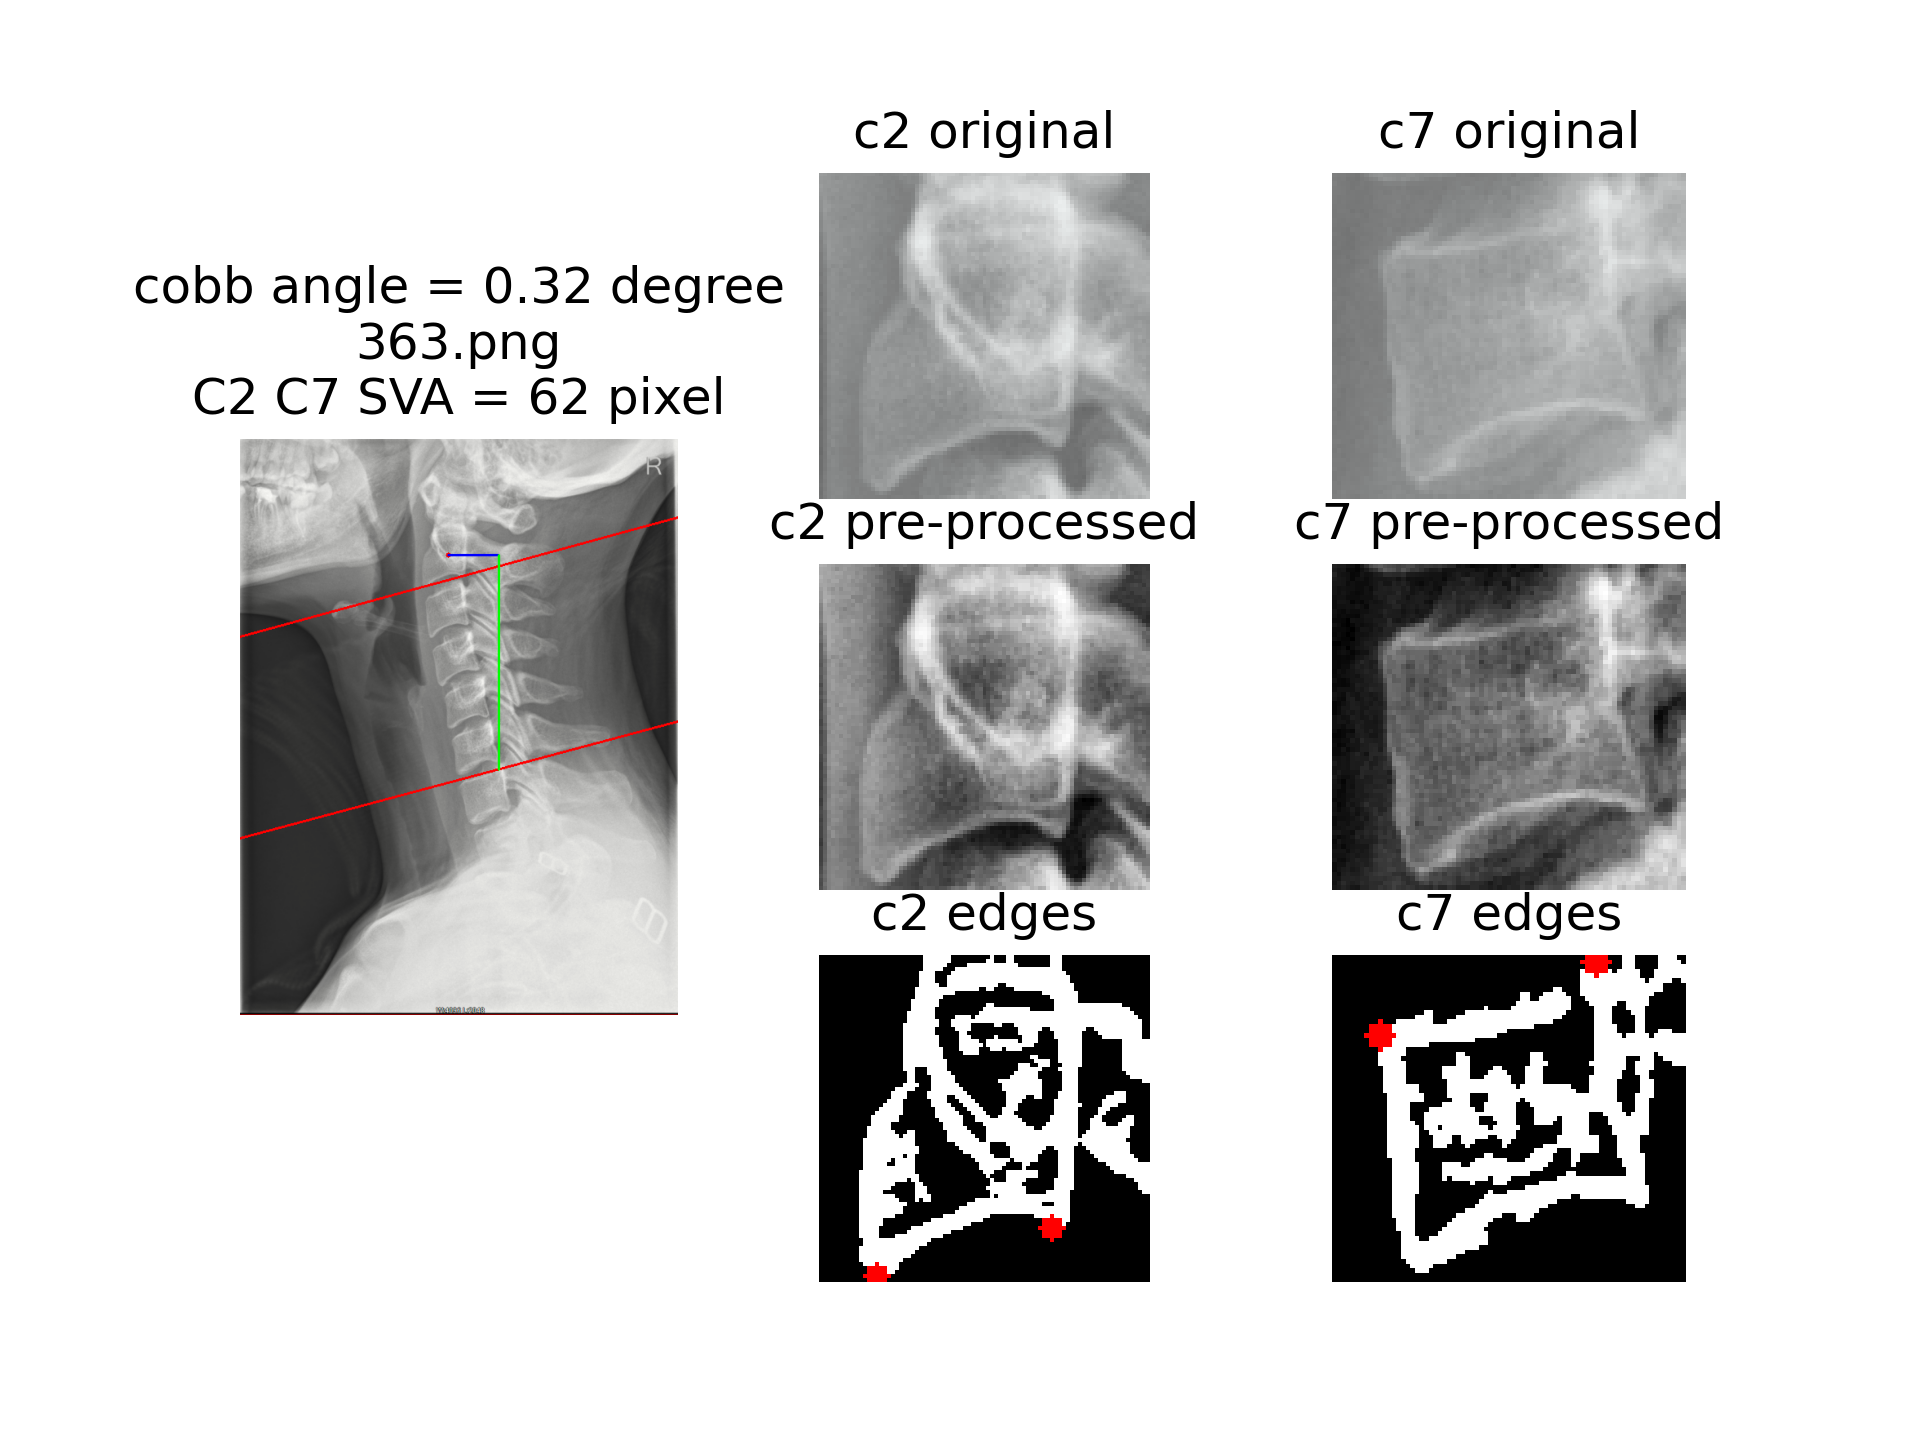 cobb angle = 0.32 degree
363.png
C2 C7 SVA = 62 pixel
R
c2 original
c7 original
c2 pre-processed
c7 pre-processed
c2 edges
c7 edges